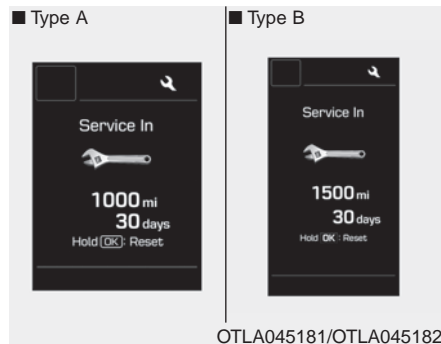 ■ Type A
Service In
1000 mi
30 days
Hold OK : Reset
■ Type B
Service In
1500 mi
30 days
Hold OK : Reset
OTLA045181/OTLA045182